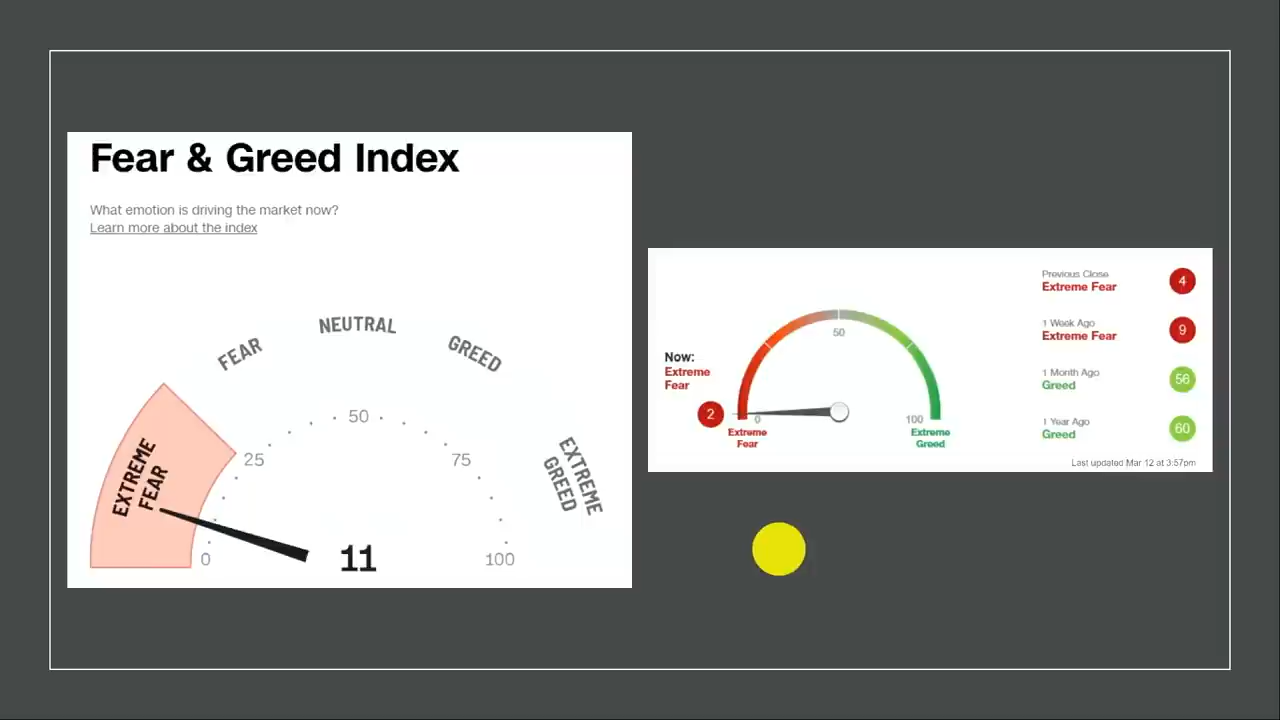 Fear & Greed Index
What emotion is driving the market now?
Learn more about the index
NEUTRAL
FEAR
GREED
EXTREME
FEAR
EXTREME
GREED
50
25
75
0
100
11
Previous Close
Extreme Fear
4
1 Week Ago
Extreme Fear
9
1 Month Ago
Greed
56
1 Year Ago
Greed
60
Now:
Extreme
Fear
2
50
0
100
Extreme
Fear
Extreme
Greed
Last updated Mar 12 at 3:57pm